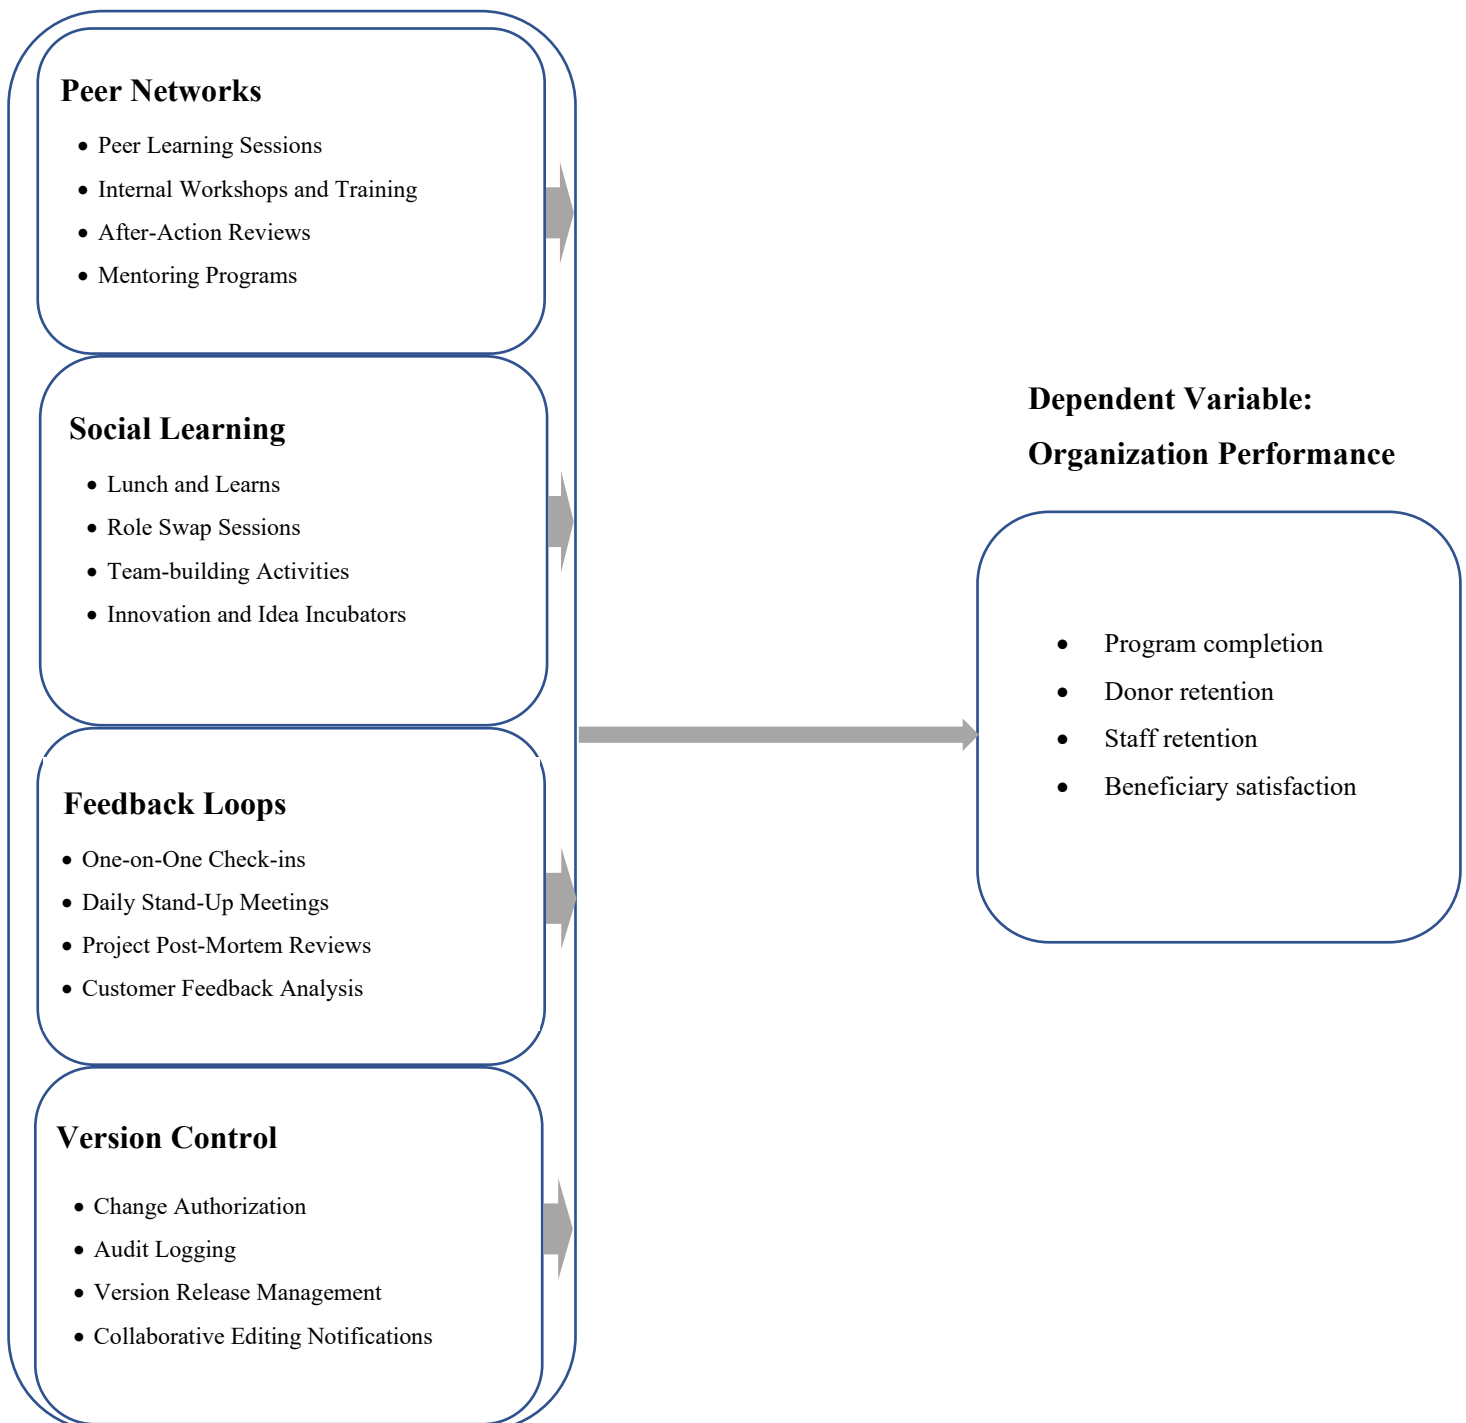 Peer Networks
• Peer Learning Sessions
• Internal Workshops and Training
• After-Action Reviews
• Mentoring Programs
Social Learning
• Lunch and Learns
• Role Swap Sessions
• Team-building Activities
• Innovation and Idea Incubators
Feedback Loops
• One-on-One Check-ins
• Daily Stand-Up Meetings
• Project Post-Mortem Reviews
• Customer Feedback Analysis
Version Control
• Change Authorization
• Audit Logging
• Version Release Management
• Collaborative Editing Notifications
Dependent Variable:
Organization Performance
• Program completion
• Donor retention
• Staff retention
• Beneficiary satisfaction